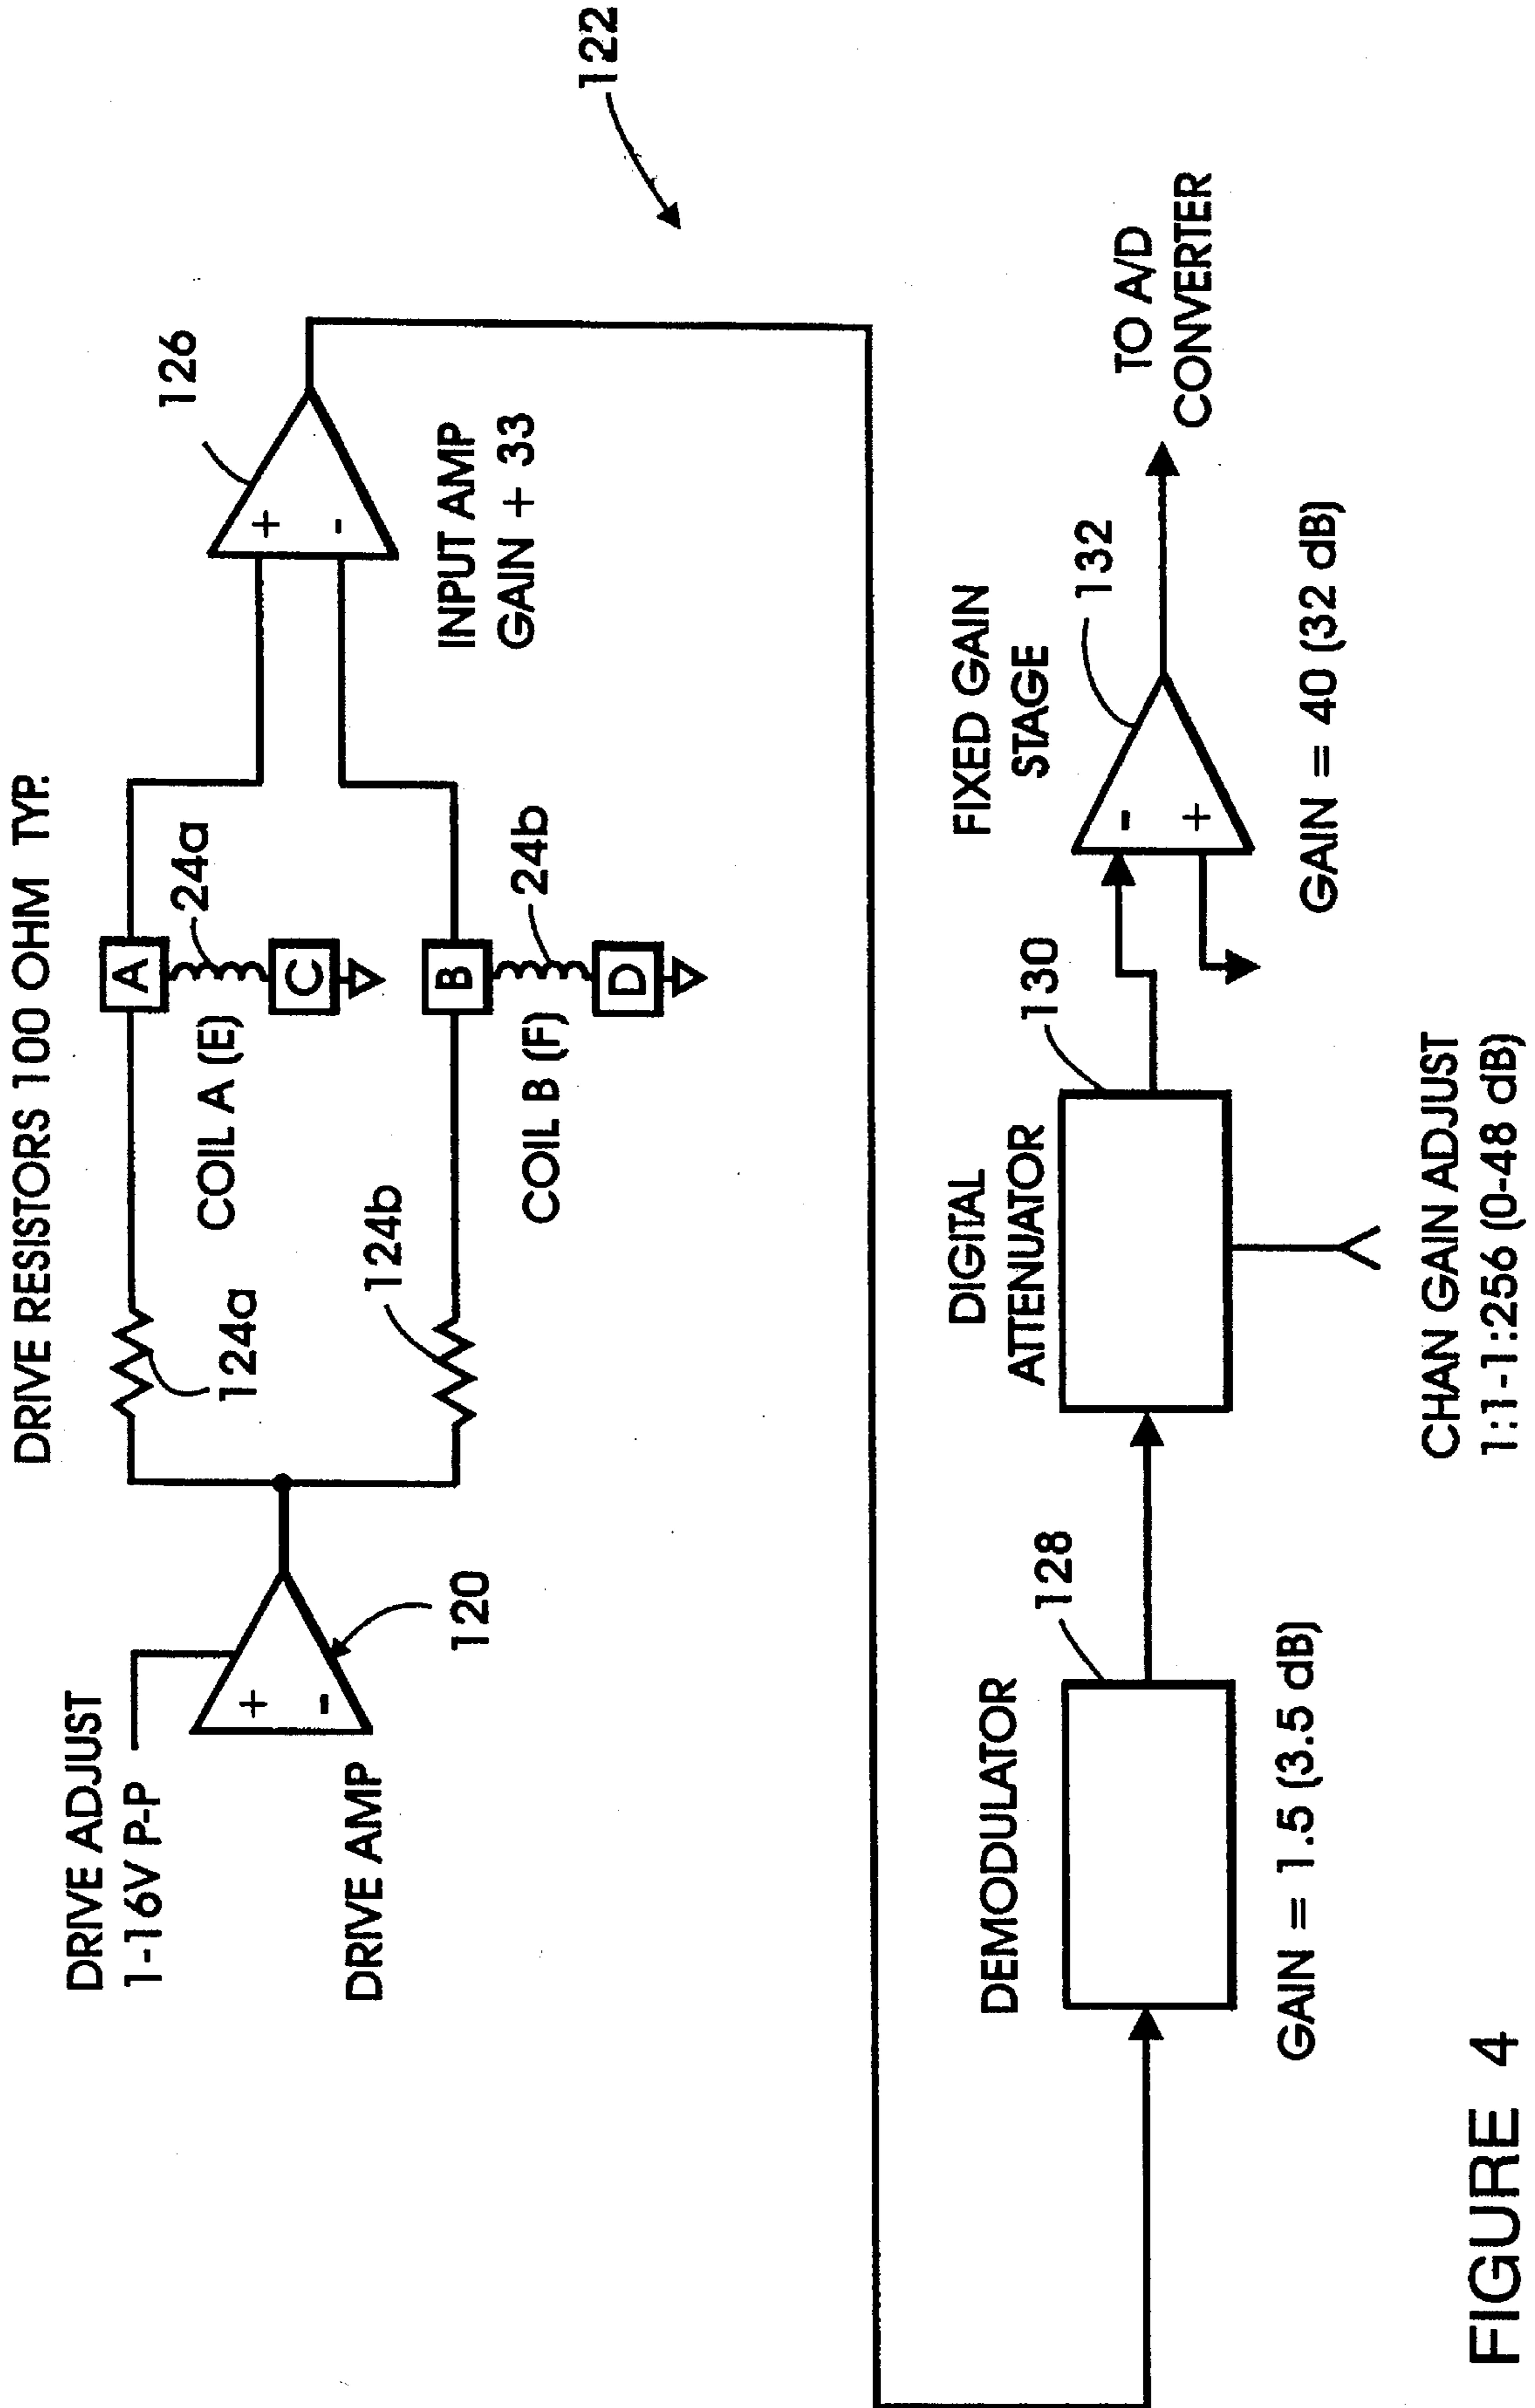 DRIVE RESISTORS 100 OHM TYP.
DRIVE ADJUST
1-16V P-P
124a
A
24a
COIL A (E)
C
126
+
-
+
-
DRIVE AMP
120
124b
B
24b
COIL B (F)
D
INPUT AMP
GAIN + 33
122
DEMODULATOR
128
GAIN = 1.5 (3.5 dB)
DIGITAL
ATTENUATOR
130
CHAN GAIN ADJUST
1:1-1:256 (0-48 dB)
FIXED GAIN
STAGE
132
-
+
GAIN = 40 (32 dB)
TO A/D
CONVERTER
FIGURE 4